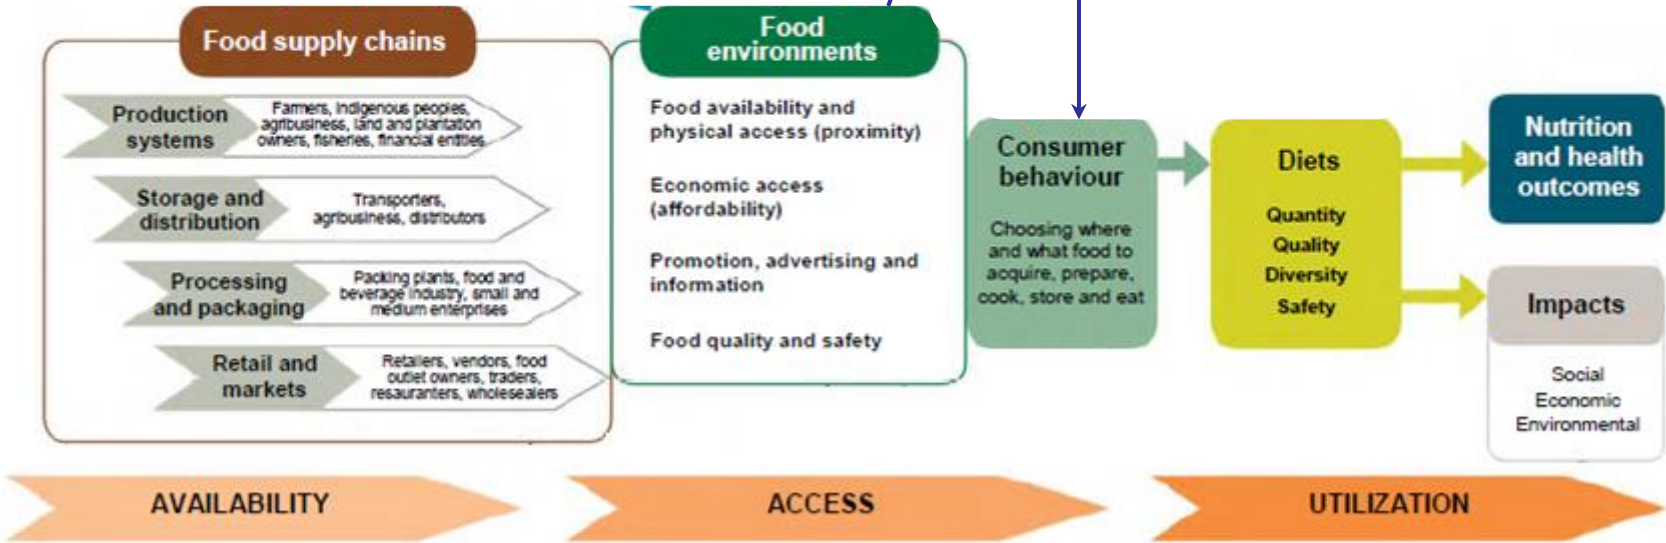 Food supply chains
Production
systems
Farmers, indigenous peoples,
agribusiness, land and plantation
owners, fisheries, financial entities
Storage and
distribution
Transporters,
agribusiness, distributors
Processing
and packaging
Packing plants, food and
beverage industry, small and
medium enterprises
Retail and
markets
Retailers, vendors, food
outlet owners, traders,
resauranters, wholesealers
Food
environments
Food availability and
physical access (proximity)
Economic access
(affordability)
Promotion, advertising and
information
Food quality and safety
Consumer
behaviour
Choosing where
and what food to
acquire, prepare,
cook, store and eat
Diets
Quantity
Quality
Diversity
Safety
Nutrition
and health
outcomes
Impacts
Social
Economic
Environmental
AVAILABILITY
ACCESS
UTILIZATION